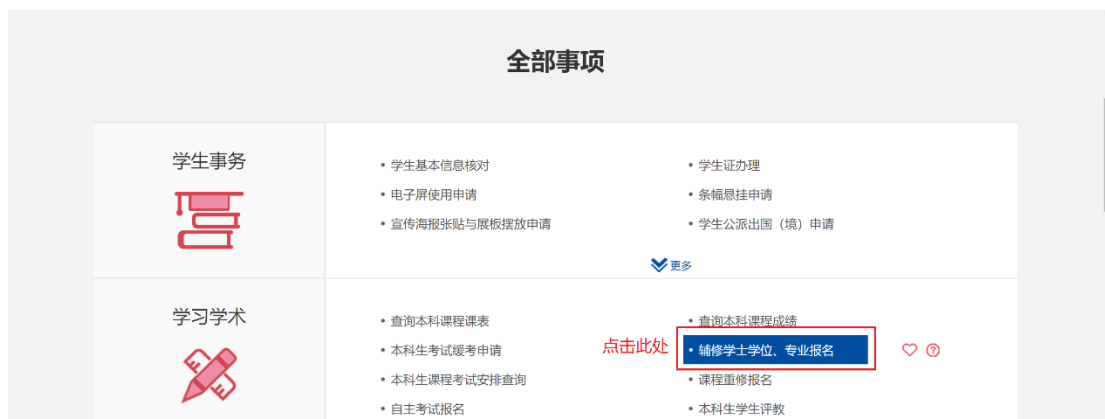 全部事项
学生事务
• 学生基本信息核对
• 学生证办理
• 电子屏使用申请
• 条幅悬挂申请
• 宣传海报张贴与展板摆放申请
• 学生公派出国（境）申请
更多
学习学术
• 查询本科课程课表
• 查询本科课程成绩
• 本科生考试缓考申请
点击此处
• 辅修学士学位、专业报名
• 本科生课程考试安排查询
• 课程重修报名
• 自主考试报名
• 本科生学生评教